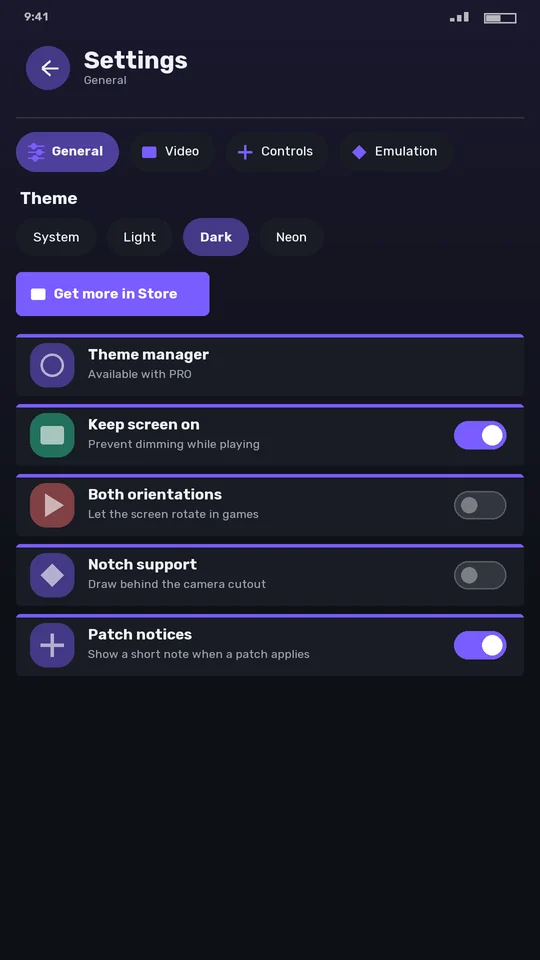 9:41
Settings
General
General
Video
Controls
Emulation
Theme
System
Light
Dark
Neon
Get more in Store
Theme manager
Available with PRO
Keep screen on
Prevent dimming while playing
Both orientations
Let the screen rotate in games
Notch support
Draw behind the camera cutout
Patch notices
Show a short note when a patch applies